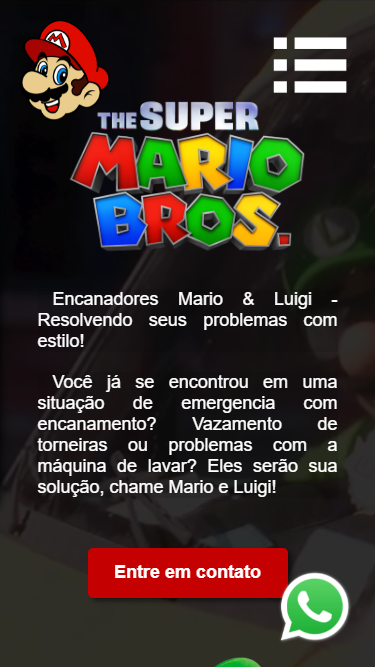 M
THE SUPER
MARIO
BROS.
Encanadores Mario & Luigi -
Resolvendo seus problemas com
estilo!
Você já se encontrou em uma
situação de emergencia com
encanamento? Vazamento de
torneiras ou problemas com a
máquina de lavar? Eles serão sua
solução, chame Mario e Luigi!
Entre em contato